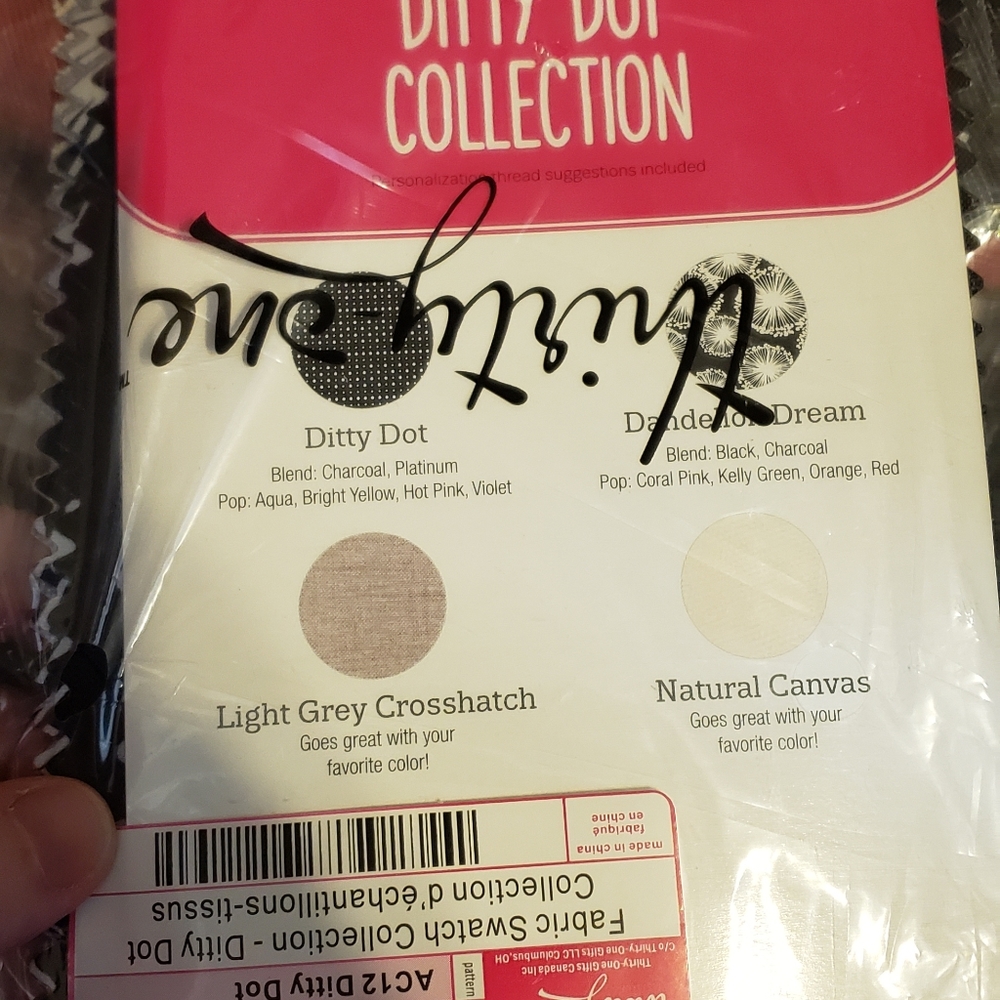 DITTY DOT
COLLECTION
Personalization thread suggestions included
thirty-one
TM
Ditty Dot
Blend: Charcoal, Platinum
Pop: Aqua, Bright Yellow, Hot Pink, Violet
Dandelion Dream
Blend: Black, Charcoal
Pop: Coral Pink, Kelly Green, Orange, Red
Light Grey Crosshatch
Goes great with your
favorite color!
Natural Canvas
Goes great with your
favorite color!
Thirty-One Gifts Canada Inc
C/o Thirty-One Gifts LLC Columbus, OH
pattern
AC12 Ditty Dot
Fabric Swatch Collection - Ditty Dot
Collection d'échantillons-tissus
made in china
fabriqué
en chine